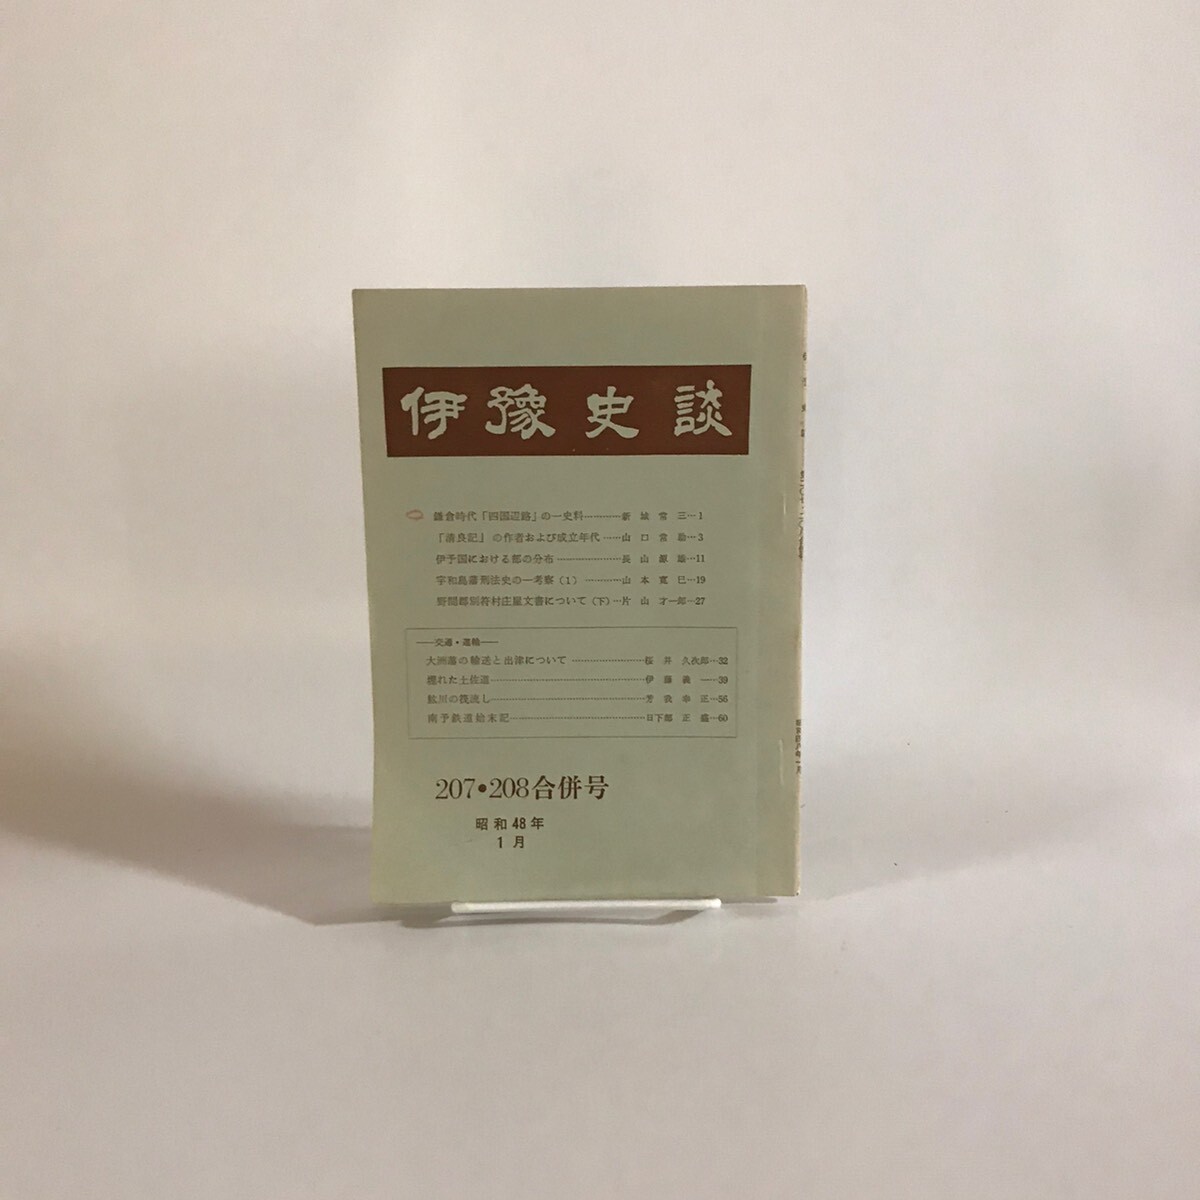 伊豫史談
鎌倉時代「四国辺路」の一史料…………新城常三…1
「清良記」の作者および成立年代……山口常助…3
伊予国における部の分布…………………長山源雄…11
宇和島藩刑法史の一考察(1)…………山本寛巳…19
野間郡別符村庄屋文書について(下)…片山才一郎…27
――交通・運輸――
大洲藩の輸送と出津について……………………桜井久次郎…32
埋れた土佐道……………………………………………伊藤義一…39
肱川の筏流し……………………………………………芳我幸正…56
南予鉄道始末記…………………………………………日下部正盛…60
207・208合併号
昭和48年
1月